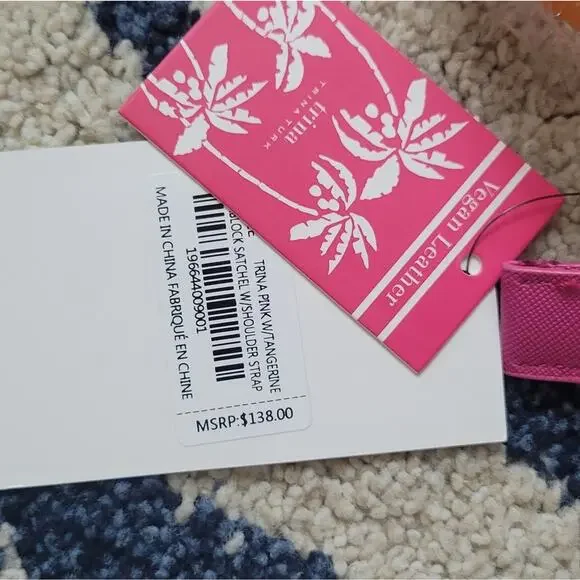 trina
TRINA TURK
Vegan Leather
TRINA PINK W/TANGERINE
BLOCK SATCHEL W/SHOULDER STRAP
196644009001
MADE IN CHINA FABRIQUÉ EN CHINE
MSRP:$138.00